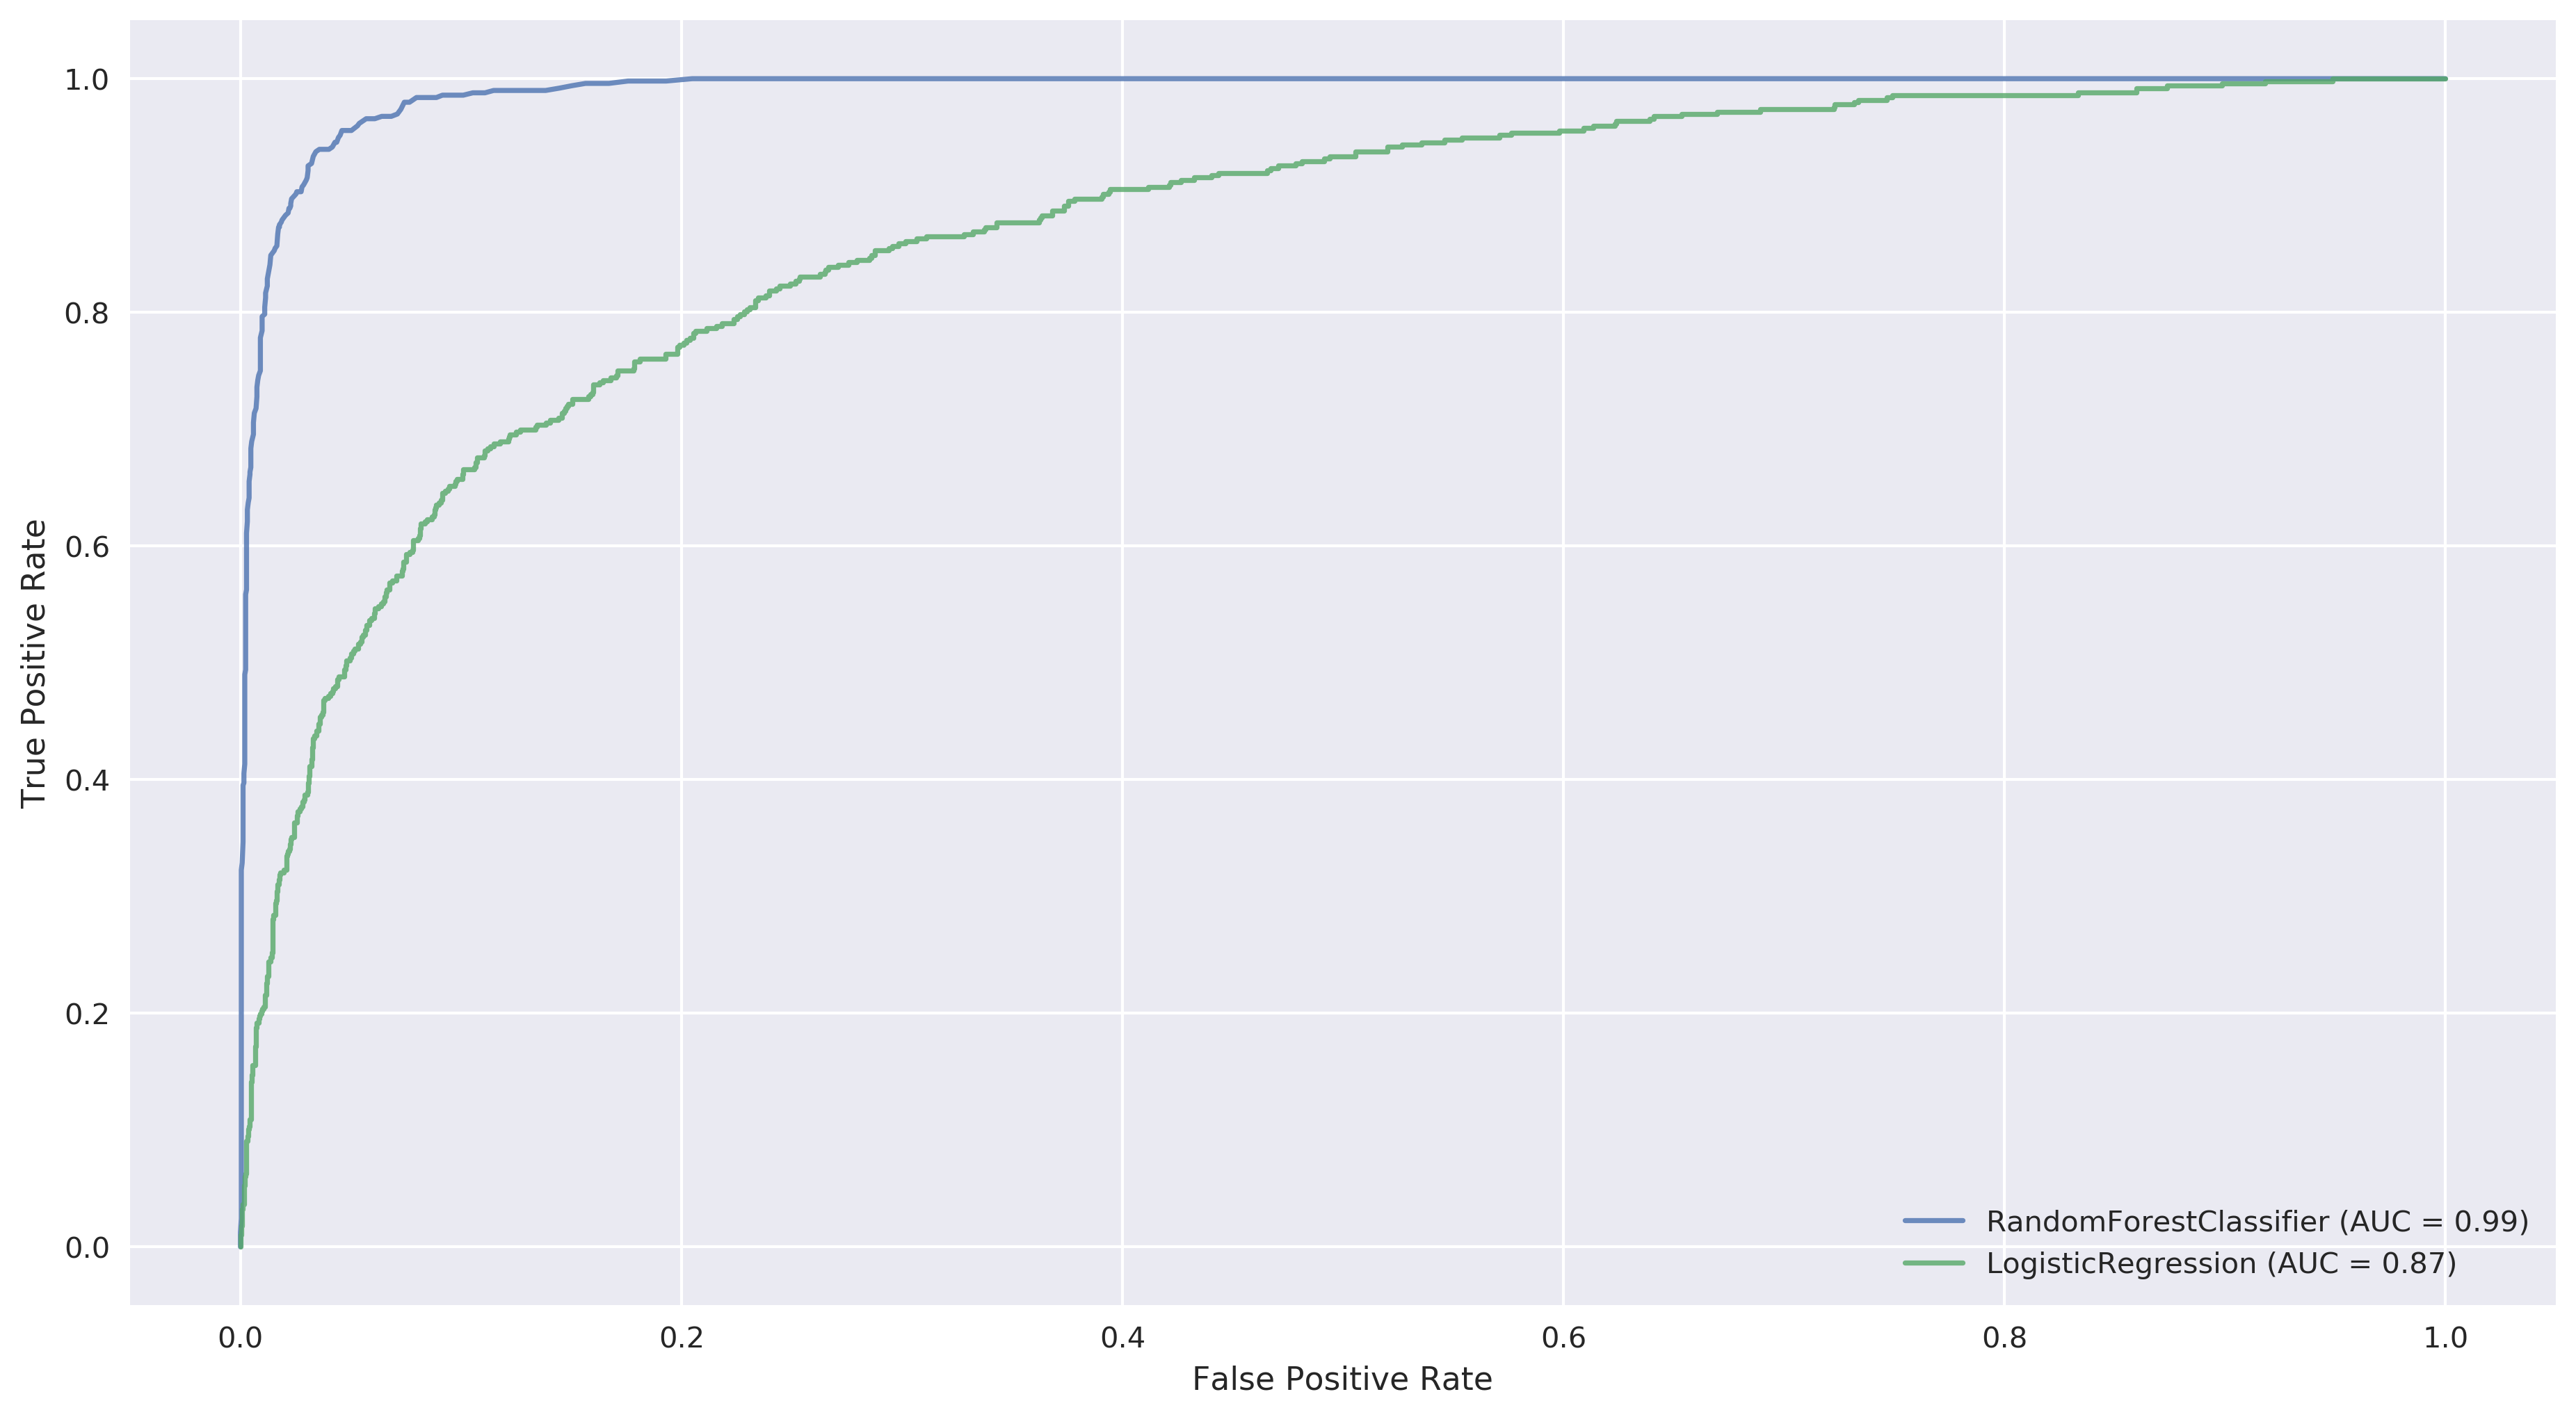 1.0
0.8
0.6
0.4
0.2
0.0
True Positive Rate
RandomForestClassifier (AUC = 0.99)
LogisticRegression (AUC = 0.87)
0.0 0.2 0.4 0.6 0.8 1.0
False Positive Rate